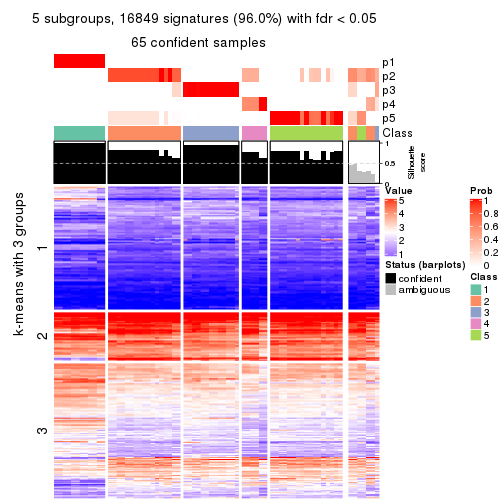 5 subgroups, 16849 signatures (96.0%) with fdr < 0.05
65 confident samples
p1
p2
p3
p4
p5
Class
1
0.5
0
Silhouette
score
k-means with 3 groups
1
2
3
Value
5
4
3
2
1
Status (barplots)
confident
ambiguous
Prob
1
0.8
0.6
0.4
0.2
0
Class
1
2
3
4
5